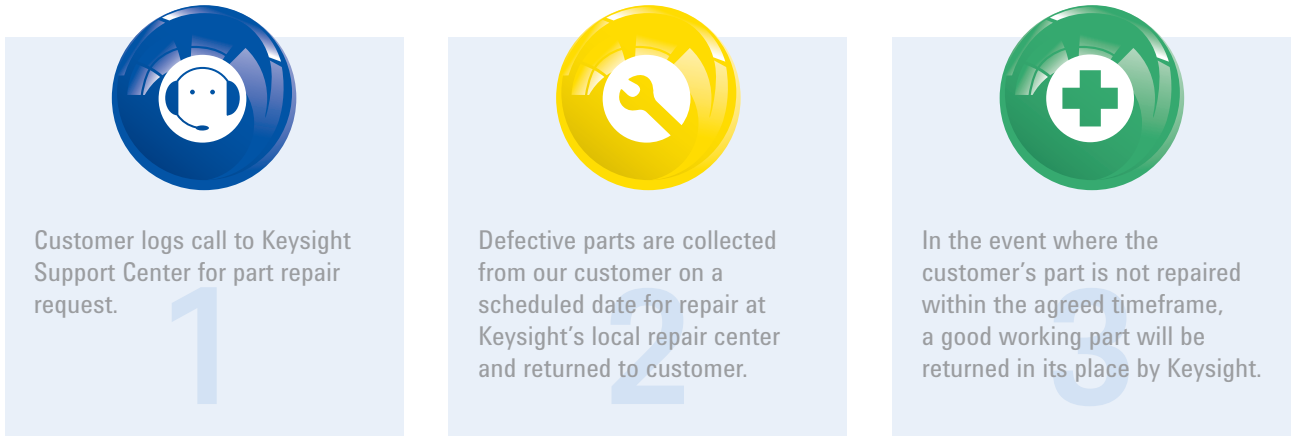 Customer logs call to Keysight
Support Center for part repair
request.
1
Defective parts are collected
from our customer on a
scheduled date for repair at
Keysight’s local repair center
and returned to customer.
2
In the event where the
customer’s part is not repaired
within the agreed timeframe,
a good working part will be
returned in its place by Keysight.
3